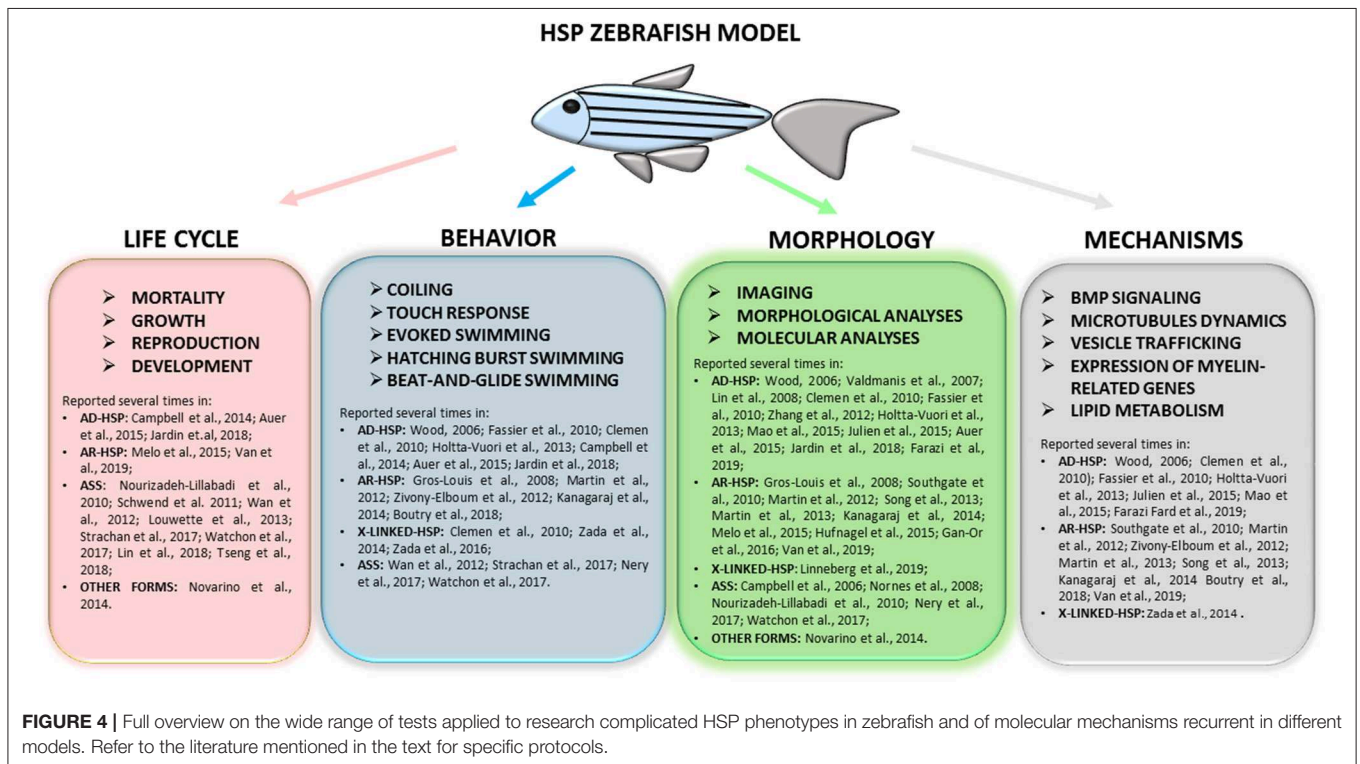 HSP ZEBRAFISH MODEL
LIFE CYCLE
➢ MORTALITY
➢ GROWTH
➢ REPRODUCTION
➢ DEVELOPMENT
Reported several times in:
• AD-HSP: Campbell et al., 2014; Auer
et al., 2015; Jardin et.al, 2018;
• AR-HSP: Melo et al., 2015; Van et
al., 2019;
• ASS: Nourizadeh-Lillabadi et al.,
2010; Schwend et al. 2011; Wan et
al., 2012; Louwette et al., 2013;
Strachan et al., 2017; Watchon et al.,
2017; Lin et al., 2018; Tseng et al.,
2018;
• OTHER FORMS: Novarino et al.,
2014.
BEHAVIOR
➢ COILING
➢ TOUCH RESPONSE
➢ EVOKED SWIMMING
➢ HATCHING BURST SWIMMING
➢ BEAT-AND-GLIDE SWIMMING
Reported several times in:
• AD-HSP: Wood, 2006; Fassier et al., 2010; Clemen
et al., 2010; Holtta-Vuori et al., 2013; Campbell et
al., 2014; Auer et al., 2015; Jardin et al., 2018;
• AR-HSP: Gros-Louis et al., 2008; Martin et al.,
2012; Zivony-Elboum et al., 2012; Kanagaraj et al.,
2014; Boutry et al., 2018;
• X-LINKED-HSP: Clemen et al., 2010; Zada et al.,
2014; Zada et al., 2016;
• ASS: Wan et al., 2012; Strachan et al., 2017; Nery
et al., 2017; Watchon et al., 2017.
MORPHOLOGY
➢ IMAGING
➢ MORPHOLOGICAL ANALYSES
➢ MOLECULAR ANALYSES
Reported several times in:
• AD-HSP: Wood, 2006; Valdmanis et al., 2007;
Lin et al., 2008; Clemen et al., 2010; Fassier et
al., 2010; Zhang et al., 2012; Holtta-Vuori et al.,
2013; Mao et al., 2015; Julien et al., 2015; Auer
et al., 2015; Jardin et al., 2018; Farazi et al.,
2019;
• AR-HSP: Gros-Louis et al., 2008; Southgate et
al., 2010; Martin et al., 2012; Song et al., 2013;
Martin et al., 2013; Kanagaraj et al., 2014;
Melo et al., 2015; Hufnagel et al., 2015; Gan-Or
et al., 2016; Van et al., 2019;
• X-LINKED-HSP: Linneberg et al., 2019;
• ASS: Campbell et al., 2006; Nornes et al., 2008;
Nourizadeh-Lillabadi et al., 2010; Nery et al.,
2017; Watchon et al., 2017;
• OTHER FORMS: Novarino et al., 2014.
MECHANISMS
➢ BMP SIGNALING
➢ MICROTUBULES DYNAMICS
➢ VESICLE TRAFFICKING
➢ EXPRESSION OF MYELIN-
RELATED GENES
➢ LIPID METABOLISM
Reported several times in:
• AD-HSP: Wood, 2006; Clemen et al.,
2010); Fassier et al., 2010; Holtta-Vuori
et al., 2013; Julien et al., 2015; Mao et
al., 2015; Farazi Fard et al., 2019;
• AR-HSP: Southgate et al., 2010; Martin
et al., 2012; Zivony-Elboum et al., 2012;
Martin et al., 2013; Song et al., 2013;
Kanagaraj et al., 2014 Boutry et al.,
2018; Van et al., 2019;
• X-LINKED-HSP: Zada et al., 2014 .
FIGURE 4 | Full overview on the wide range of tests applied to research complicated HSP phenotypes in zebrafish and of molecular mechanisms recurrent in different
models. Refer to the literature mentioned in the text for specific protocols.